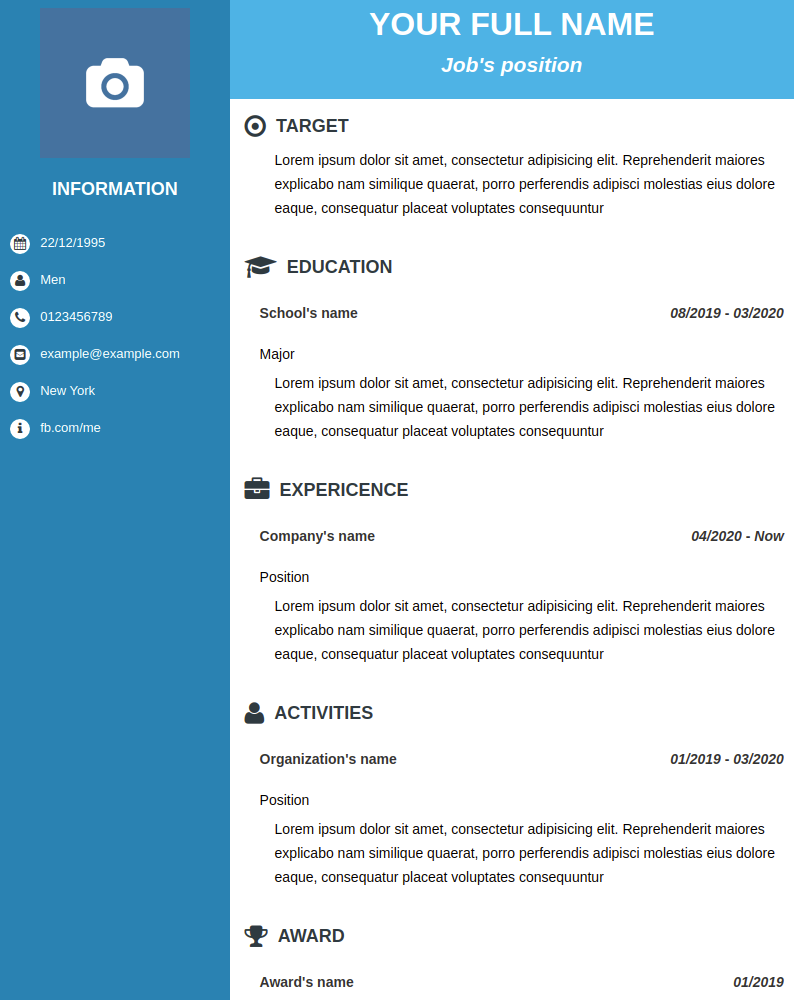 YOUR FULL NAME
Job's position
INFORMATION
22/12/1995
Men
0123456789
example@example.com
New York
fb.com/me
TARGET
Lorem ipsum dolor sit amet, consectetur adipisicing elit. Reprehenderit maiores
explicabo nam similique quaerat, porro perferendis adipisci molestias eius dolore
eaque, consequatur placeat voluptates consequuntur
EDUCATION
School's name 08/2019 - 03/2020
Major
Lorem ipsum dolor sit amet, consectetur adipisicing elit. Reprehenderit maiores
explicabo nam similique quaerat, porro perferendis adipisci molestias eius dolore
eaque, consequatur placeat voluptates consequuntur
EXPERICENCE
Company's name 04/2020 - Now
Position
Lorem ipsum dolor sit amet, consectetur adipisicing elit. Reprehenderit maiores
explicabo nam similique quaerat, porro perferendis adipisci molestias eius dolore
eaque, consequatur placeat voluptates consequuntur
ACTIVITIES
Organization's name 01/2019 - 03/2020
Position
Lorem ipsum dolor sit amet, consectetur adipisicing elit. Reprehenderit maiores
explicabo nam similique quaerat, porro perferendis adipisci molestias eius dolore
eaque, consequatur placeat voluptates consequuntur
AWARD
Award's name 01/2019